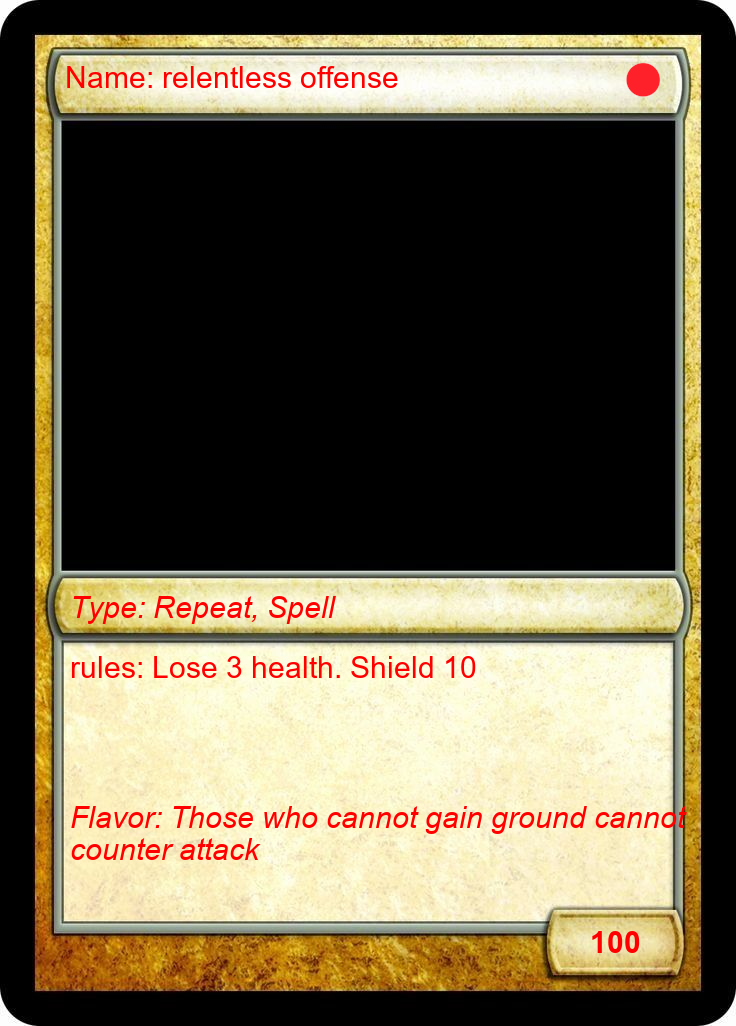 Name: relentless offense
Type: Repeat, Spell
rules: Lose 3 health. Shield 10
Flavor: Those who cannot gain ground cannot
counter attack
100